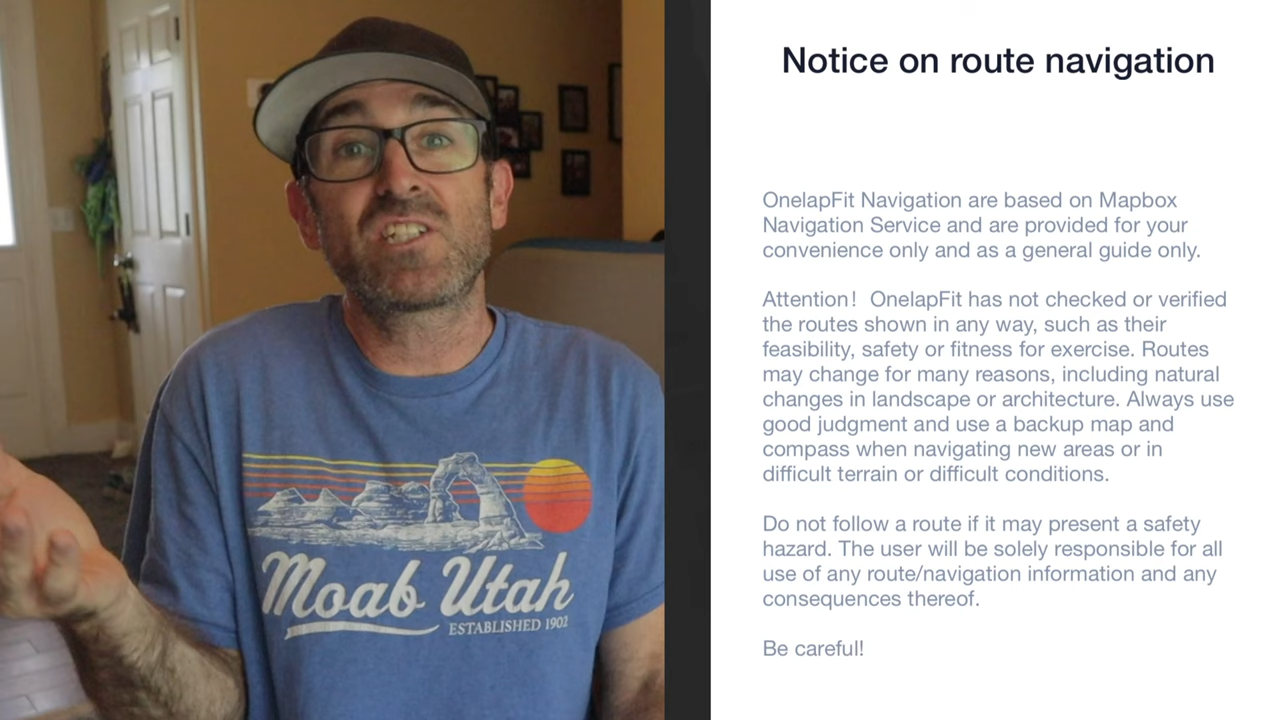 Moab Utah
ESTABLISHED 1902
Notice on route navigation
OnelapFit Navigation are based on Mapbox
Navigation Service and are provided for your
convenience only and as a general guide only.
Attention! OnelapFit has not checked or verified
the routes shown in any way, such as their
feasibility, safety or fitness for exercise. Routes
may change for many reasons, including natural
changes in landscape or architecture. Always use
good judgment and use a backup map and
compass when navigating new areas or in
difficult terrain or difficult conditions.
Do not follow a route if it may present a safety
hazard. The user will be solely responsible for all
use of any route/navigation information and any
consequences thereof.
Be careful!